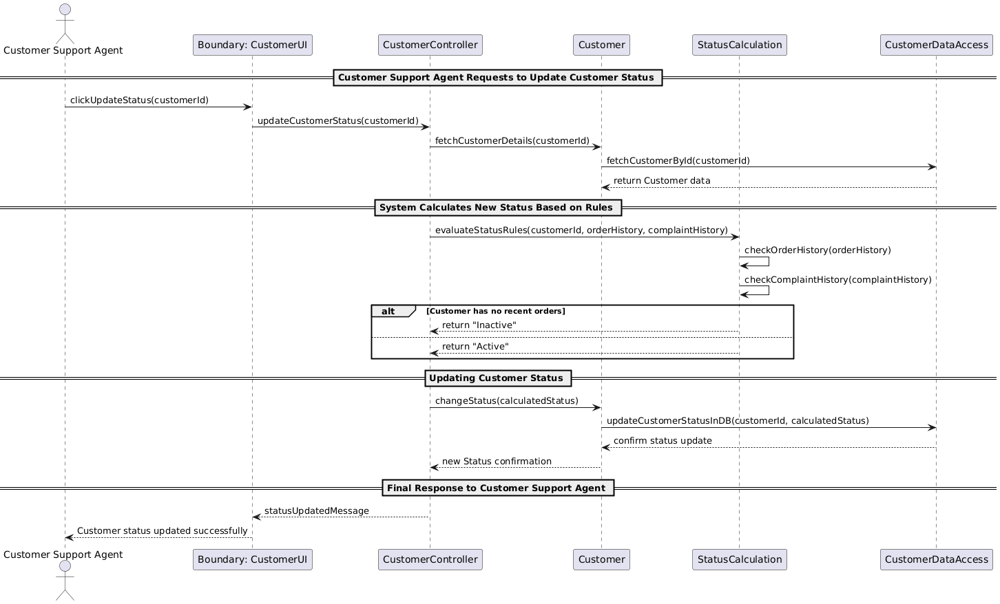 Customer Support Agent
Boundary: CustomerUI
CustomerController
Customer
StatusCalculation
CustomerDataAccess
Customer Support Agent Requests to Update Customer Status
clickUpdateStatus(customerId)
updateCustomerStatus(customerId)
fetchCustomerDetails(customerId)
fetchCustomerById(customerId)
return Customer data
System Calculates New Status Based on Rules
evaluateStatusRules(customerId, orderHistory, complaintHistory)
checkOrderHistory(orderHistory)
checkComplaintHistory(complaintHistory)
alt
[Customer has no recent orders]
return "Inactive"
return "Active"
Updating Customer Status
changeStatus(calculatedStatus)
updateCustomerStatusInDB(customerId, calculatedStatus)
confirm status update
new Status confirmation
Final Response to Customer Support Agent
statusUpdatedMessage
Customer status updated successfully
Customer Support Agent
Boundary: CustomerUI
CustomerController
Customer
StatusCalculation
CustomerDataAccess